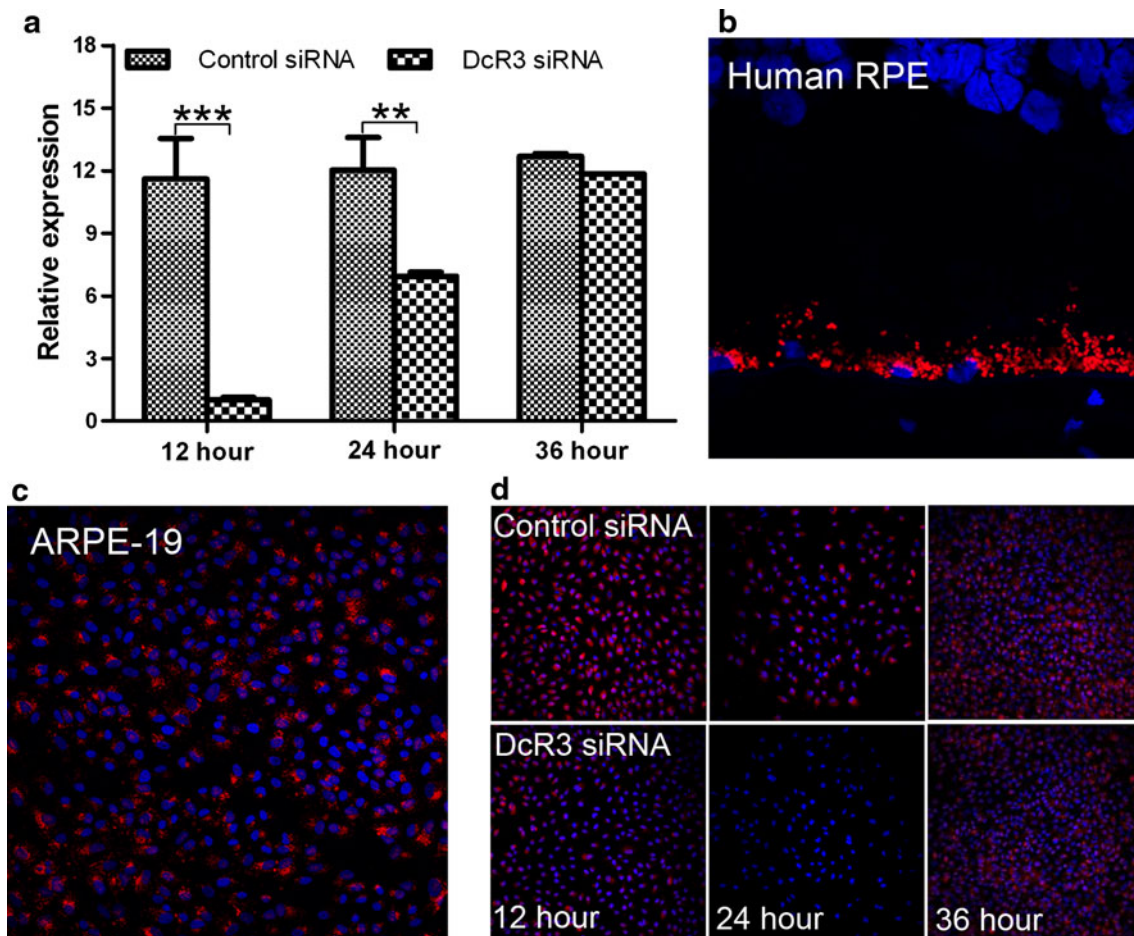 a
18
Control siRNA
DcR3 siRNA
15
12
9
6
3
0
Relative expression
***
**
12 hour
24 hour
36 hour
b
Human RPE
c
ARPE-19
d
Control siRNA
DcR3 siRNA
12 hour
24 hour
36 hour